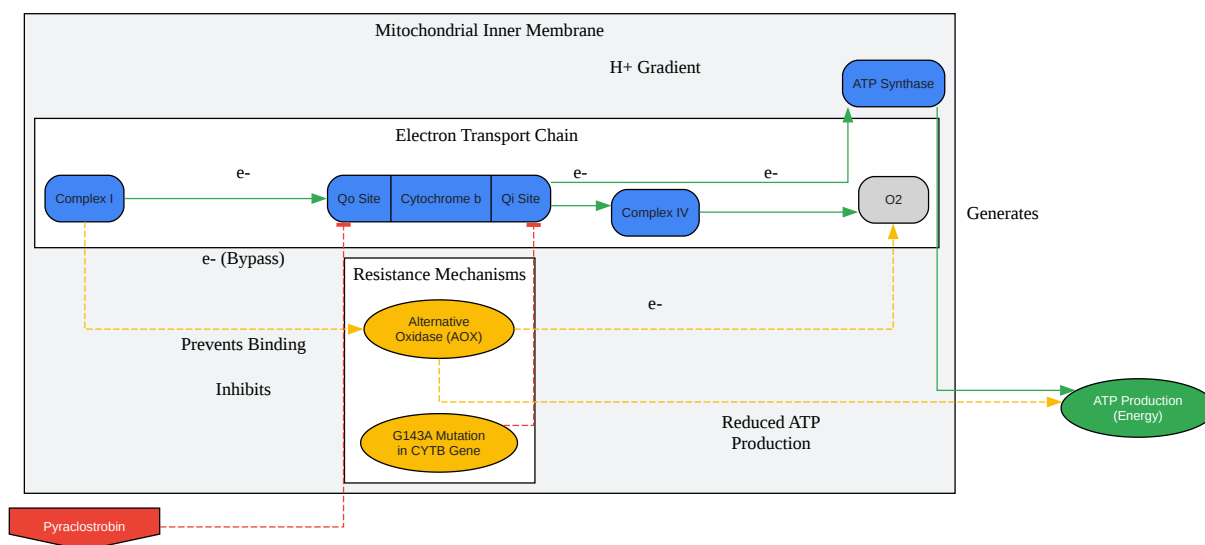 Mitochondrial Inner Membrane
H+ Gradient
ATP Synthase
Electron Transport Chain
e-
e-
e-
Complex I
Qo Site
Cytochrome b
Qi Site
Complex IV
O2
Generates
e- (Bypass)
Resistance Mechanisms
e-
Alternative
Oxidase (AOX)
Prevents Binding
Inhibits
ATP Production
(Energy)
Reduced ATP
Production
G143A Mutation
in CYTB Gene
Pyraclostrobin